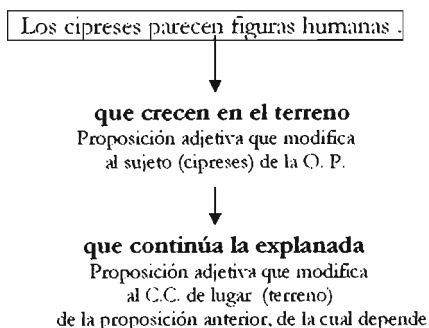 Los cipreses parecen figuras humanas .
que crecen en el terreno
Proposición adjetiva que modifica
al sujeto (cipreses) de la O. P.
que continúa la explanada
Proposición adjetiva que modifica
al C.C. de lugar (terreno)
de la proposición anterior, de la cual depende